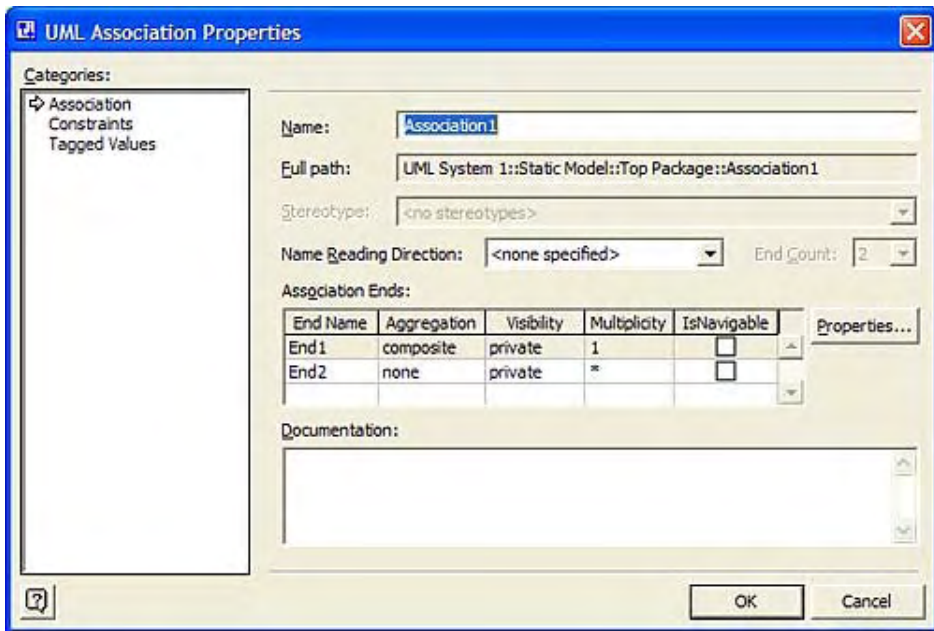 UML Association Properties
Categories:
Association
Constraints
Tagged Values
Name: Association1
Full path: UML System 1::Static Model::Top Package::Association1
Stereotype: <no stereotypes>
Name Reading Direction: <none specified> End Count: 2
Association Ends:
End Name Aggregation Visibility Multiplicity IsNavigable
Properties...
End1 composite private 1
End2 none private *
Documentation:
OK Cancel